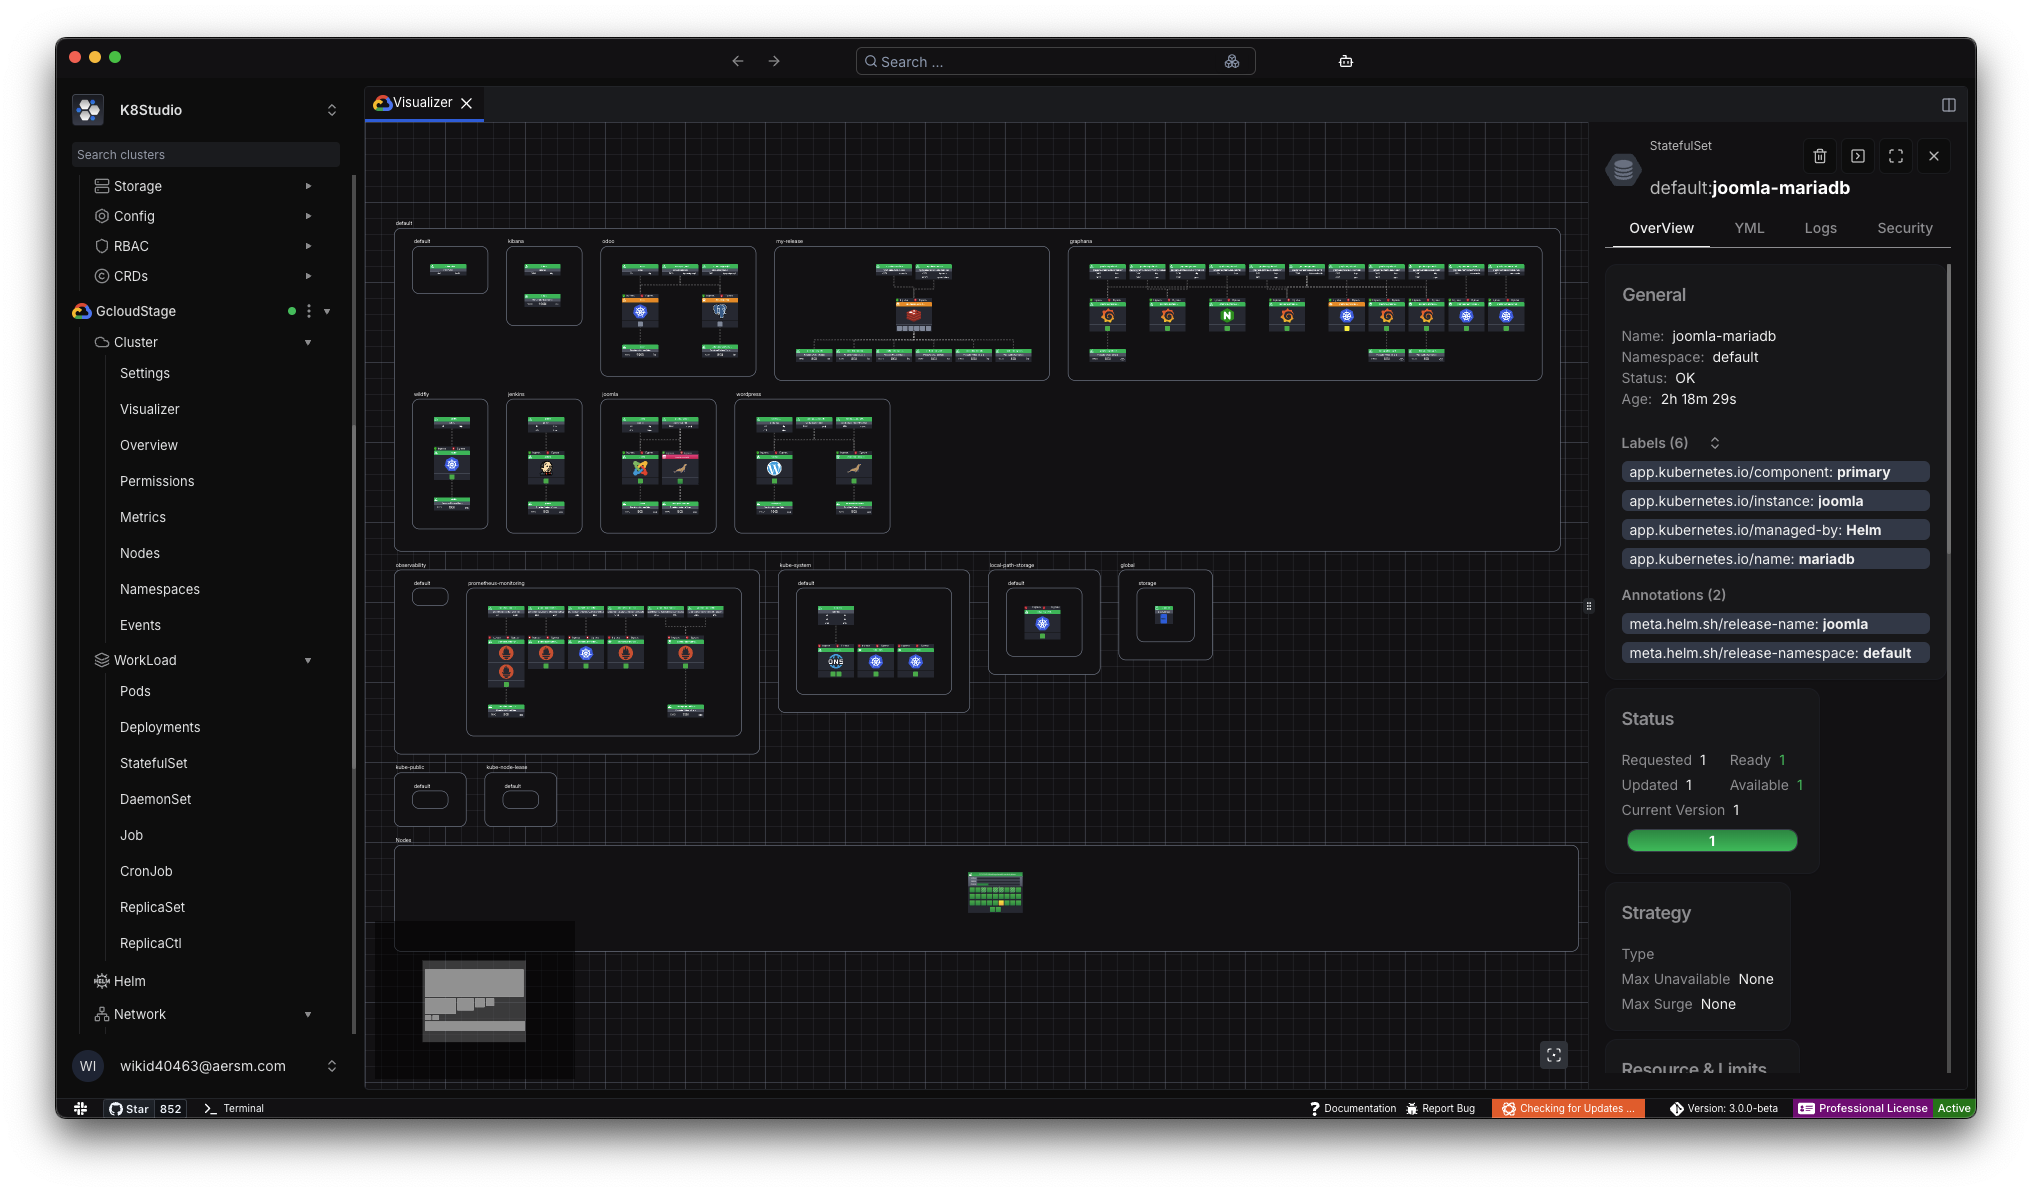 Search ...
K8Studio
Search clusters
Storage
Config
RBAC
CRDs
GcloudStage
Cluster
Settings
Visualizer
Overview
Permissions
Metrics
Nodes
Namespaces
Events
WorkLoad
Pods
Deployments
StatefulSet
DaemonSet
Job
CronJob
ReplicaSet
ReplicaCtl
HELM Helm
Network
WI wikid40463@aersm.com
Visualizer
default
default
kibana
odoo
my-release
graphana
wildfly
jenkins
joomla
wordpress
observability
default
prometheus-monitoring
kube-system
default
DNS
local-path-storage
default
global
storage
kube-public
default
kube-node-lease
default
Nodes
StatefulSet
default:joomla-mariadb
OverView YML Logs Security
General
Name: joomla-mariadb
Namespace: default
Status: OK
Age: 2h 18m 29s
Labels (6)
app.kubernetes.io/component: primary
app.kubernetes.io/instance: joomla
app.kubernetes.io/managed-by: Helm
app.kubernetes.io/name: mariadb
Annotations (2)
meta.helm.sh/release-name: joomla
meta.helm.sh/release-namespace: default
Status
Requested 1 Ready 1
Updated 1 Available 1
Current Version 1
1
Strategy
Type
Max Unavailable None
Max Surge None
Resource & Limits
Star 852 Terminal
Documentation Report Bug Checking for Updates ... Version: 3.0.0-beta Professional License Active